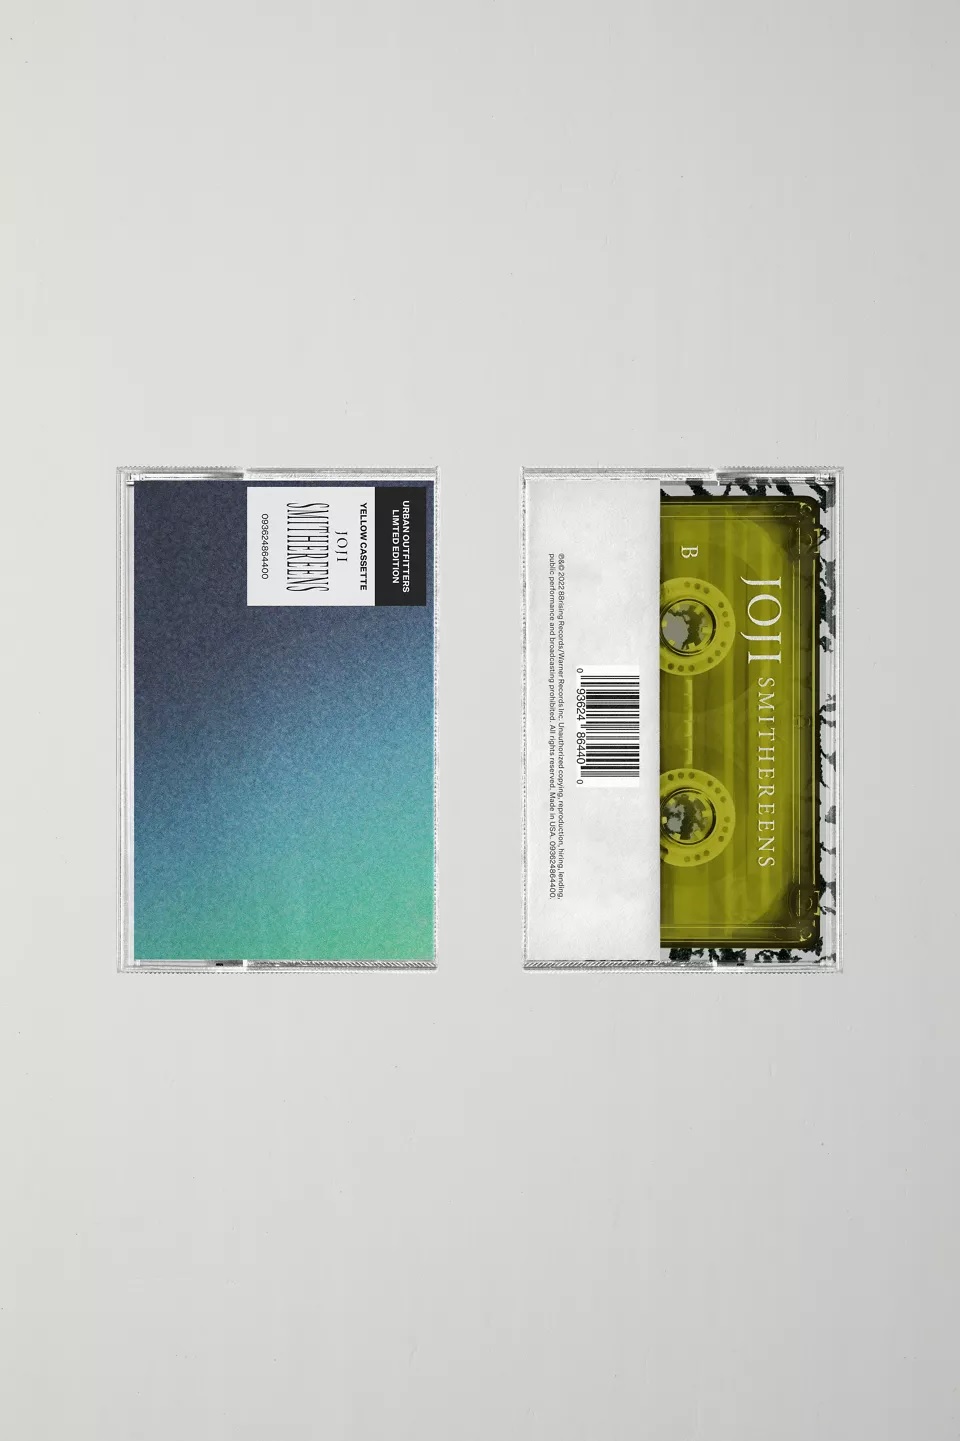 URBAN OUTFITTERS
LIMTED EDITION
YELLOW CASSETTE
JOJI
SMITHEREENS
093624864400
JOJI SMITHEREENS
B
0 93624 86440 0
℗&© 2022 88rising Records/Warner Records Inc. Unauthorized copying, reproduction, hiring, lending,
public performance and broadcasting prohibited. All rights reserved. Made in USA. 093624864400.